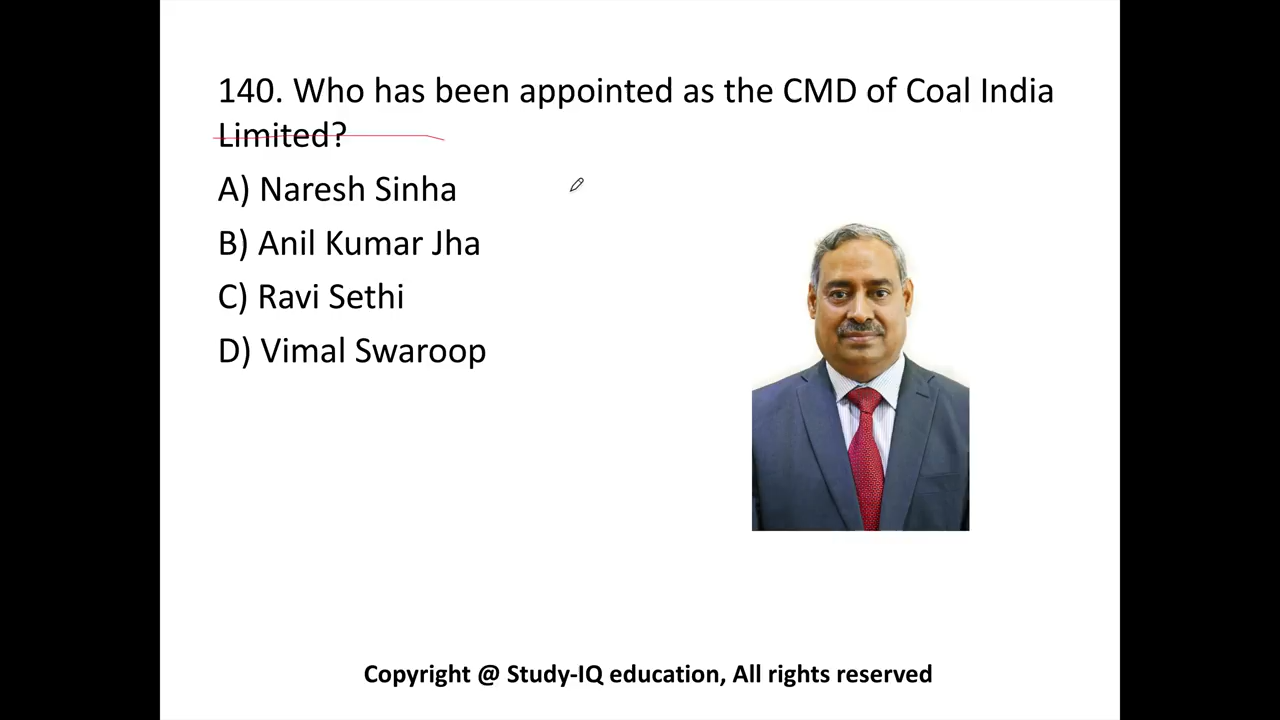 140. Who has been appointed as the CMD of Coal India
Limited?
A) Naresh Sinha
B) Anil Kumar Jha
C) Ravi Sethi
D) Vimal Swaroop
Copyright @ Study-IQ education, All rights reserved